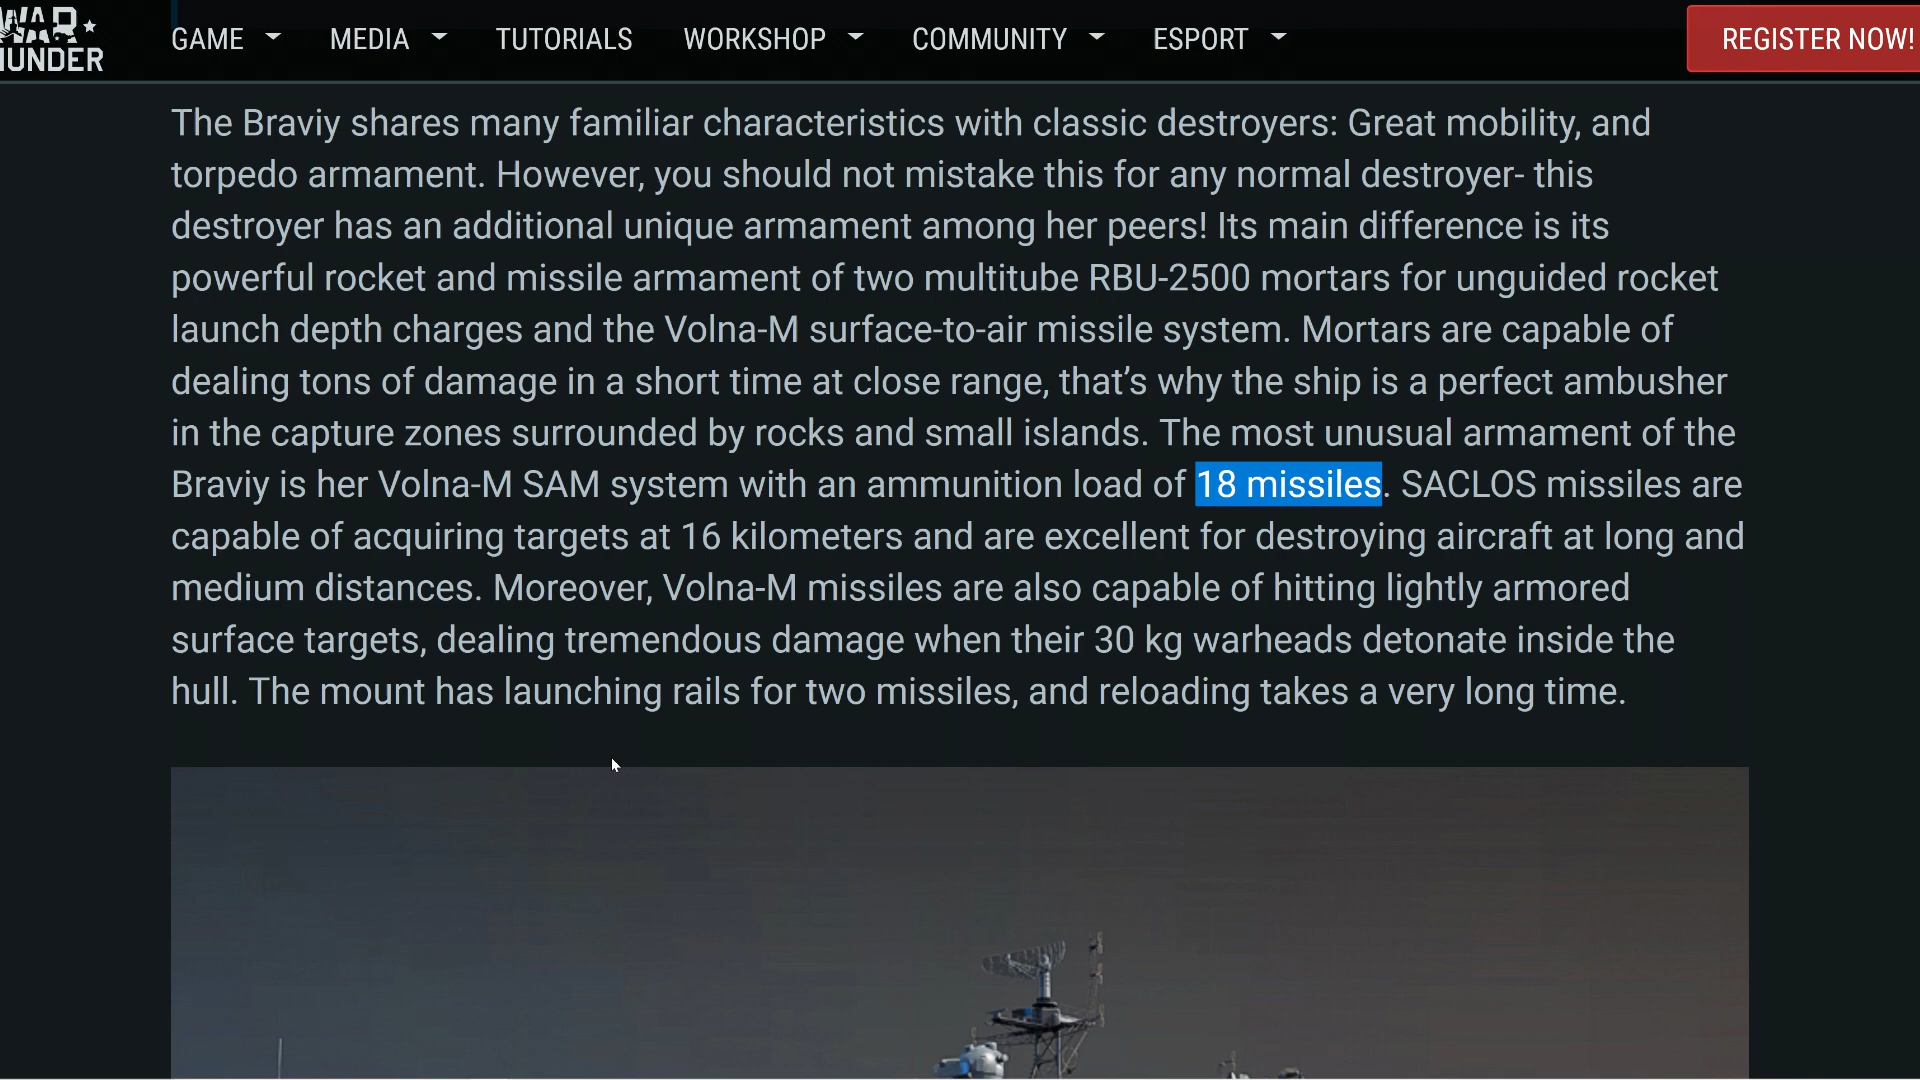 WAR
THUNDER
GAME MEDIA TUTORIALS WORKSHOP COMMUNITY ESPORT REGISTER NOW!
The Braviy shares many familiar characteristics with classic destroyers: Great mobility, and
torpedo armament. However, you should not mistake this for any normal destroyer- this
destroyer has an additional unique armament among her peers! Its main difference is its
powerful rocket and missile armament of two multitube RBU-2500 mortars for unguided rocket
launch depth charges and the Volna-M surface-to-air missile system. Mortars are capable of
dealing tons of damage in a short time at close range, that’s why the ship is a perfect ambusher
in the capture zones surrounded by rocks and small islands. The most unusual armament of the
Braviy is her Volna-M SAM system with an ammunition load of 18 missiles. SACLOS missiles are
capable of acquiring targets at 16 kilometers and are excellent for destroying aircraft at long and
medium distances. Moreover, Volna-M missiles are also capable of hitting lightly armored
surface targets, dealing tremendous damage when their 30 kg warheads detonate inside the
hull. The mount has launching rails for two missiles, and reloading takes a very long time.